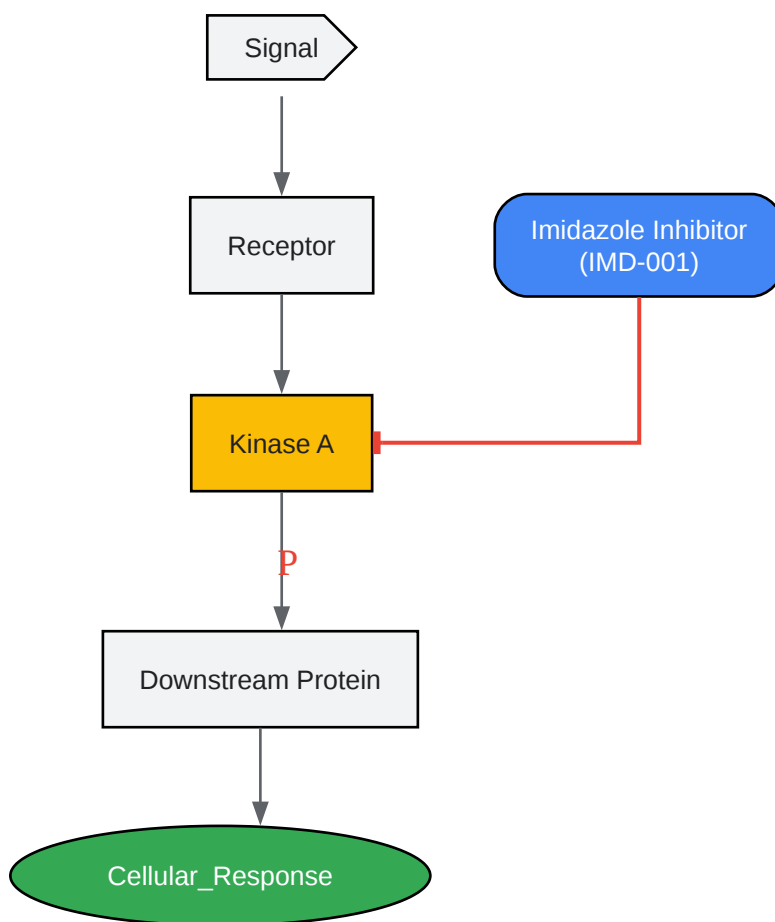 Signal
Receptor
Imidazole Inhibitor
(IMD-001)
Kinase A
P
Downstream Protein
Cellular_Response